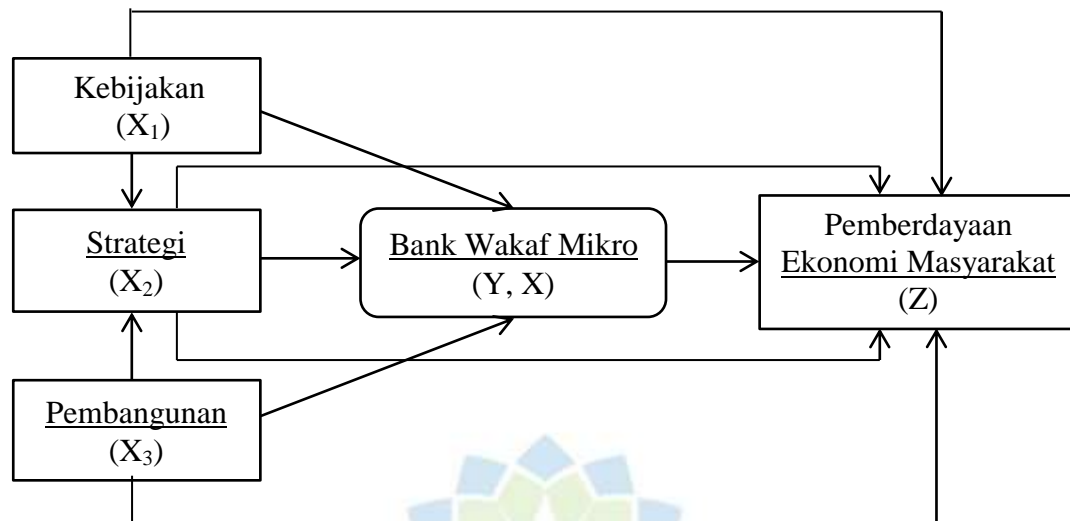 Kebijakan
(X₁)
Strategi
(X₂)
Bank Wakaf Mikro
(Y, X)
Pemberdayaan
Ekonomi Masyarakat
(Z)
Pembangunan
(X₃)